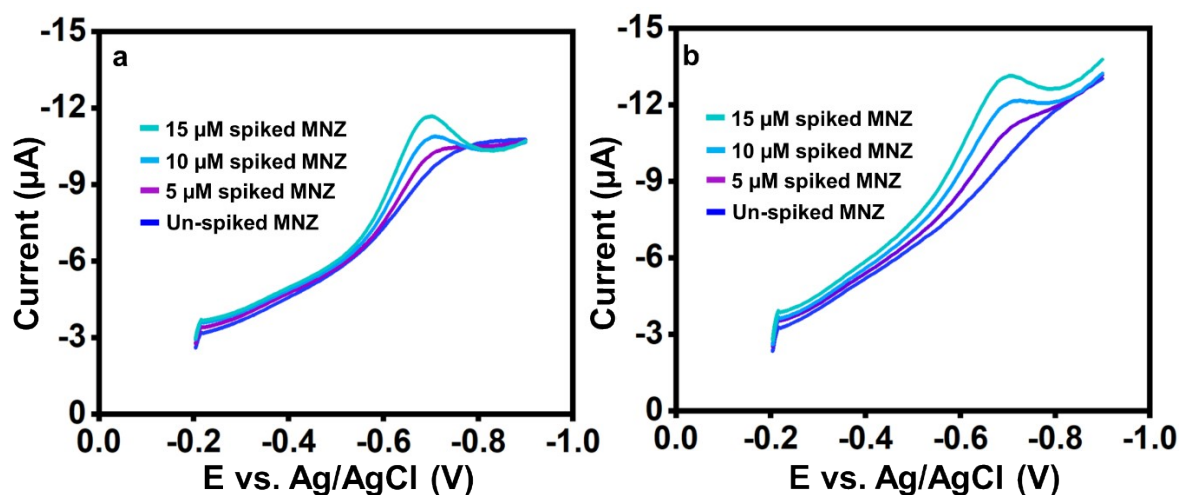 a
-15
-12
-9
-6
-3
0
Current (µA)
15 µM spiked MNZ
10 µM spiked MNZ
5 µM spiked MNZ
Un-spiked MNZ
0.0 -0.2 -0.4 -0.6 -0.8 -1.0
E vs. Ag/AgCl (V)
b
-15
-12
-9
-6
-3
0
Current (µA)
15 µM spiked MNZ
10 µM spiked MNZ
5 µM spiked MNZ
Un-spiked MNZ
0.0 -0.2 -0.4 -0.6 -0.8 -1.0
E vs. Ag/AgCl (V)